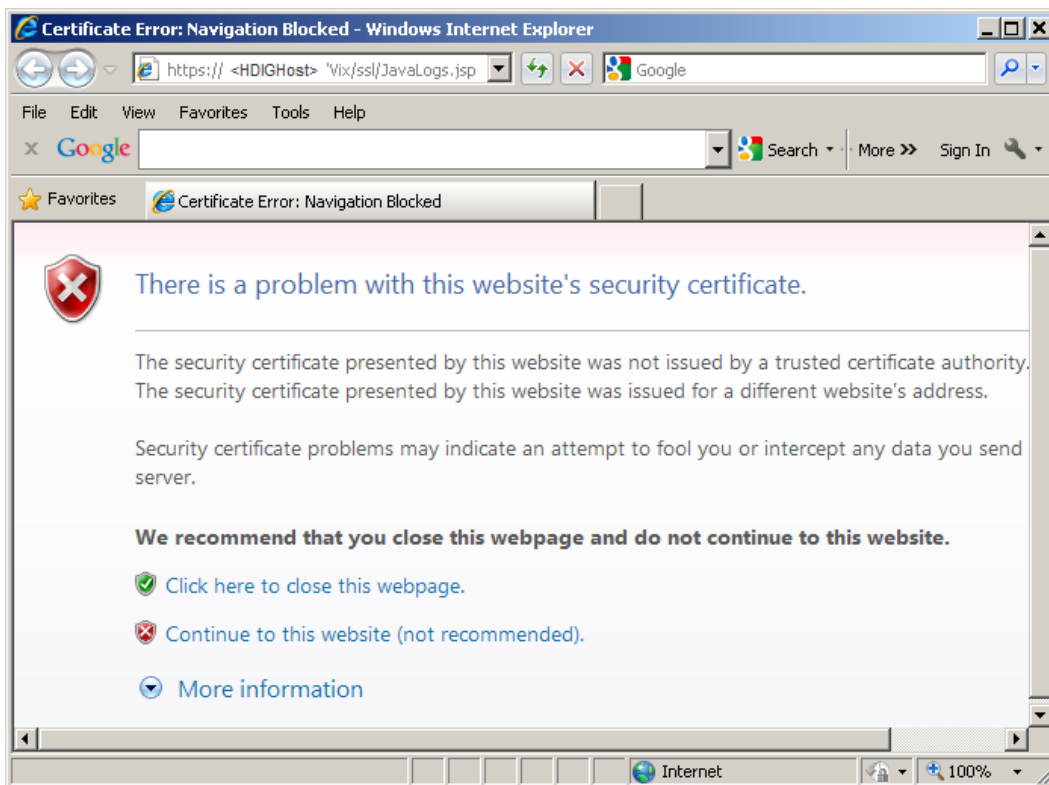 Certificate Error: Navigation Blocked - Windows Internet Explorer
https:// <HDIGHost> 'Vix/ssl/JavaLogs.jsp
Google
File Edit View Favorites Tools Help
x Google Search More >> Sign In
Favorites Certificate Error: Navigation Blocked
There is a problem with this website's security certificate.
The security certificate presented by this website was not issued by a trusted certificate authority.
The security certificate presented by this website was issued for a different website's address.
Security certificate problems may indicate an attempt to fool you or intercept any data you send
server.
We recommend that you close this webpage and do not continue to this website.
Click here to close this webpage.
Continue to this website (not recommended).
More information
Internet 100%